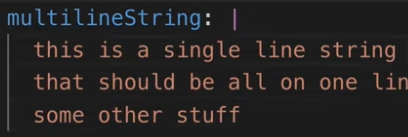 multilineString: |
this is a single line string
that should be all on one lin
some other stuff